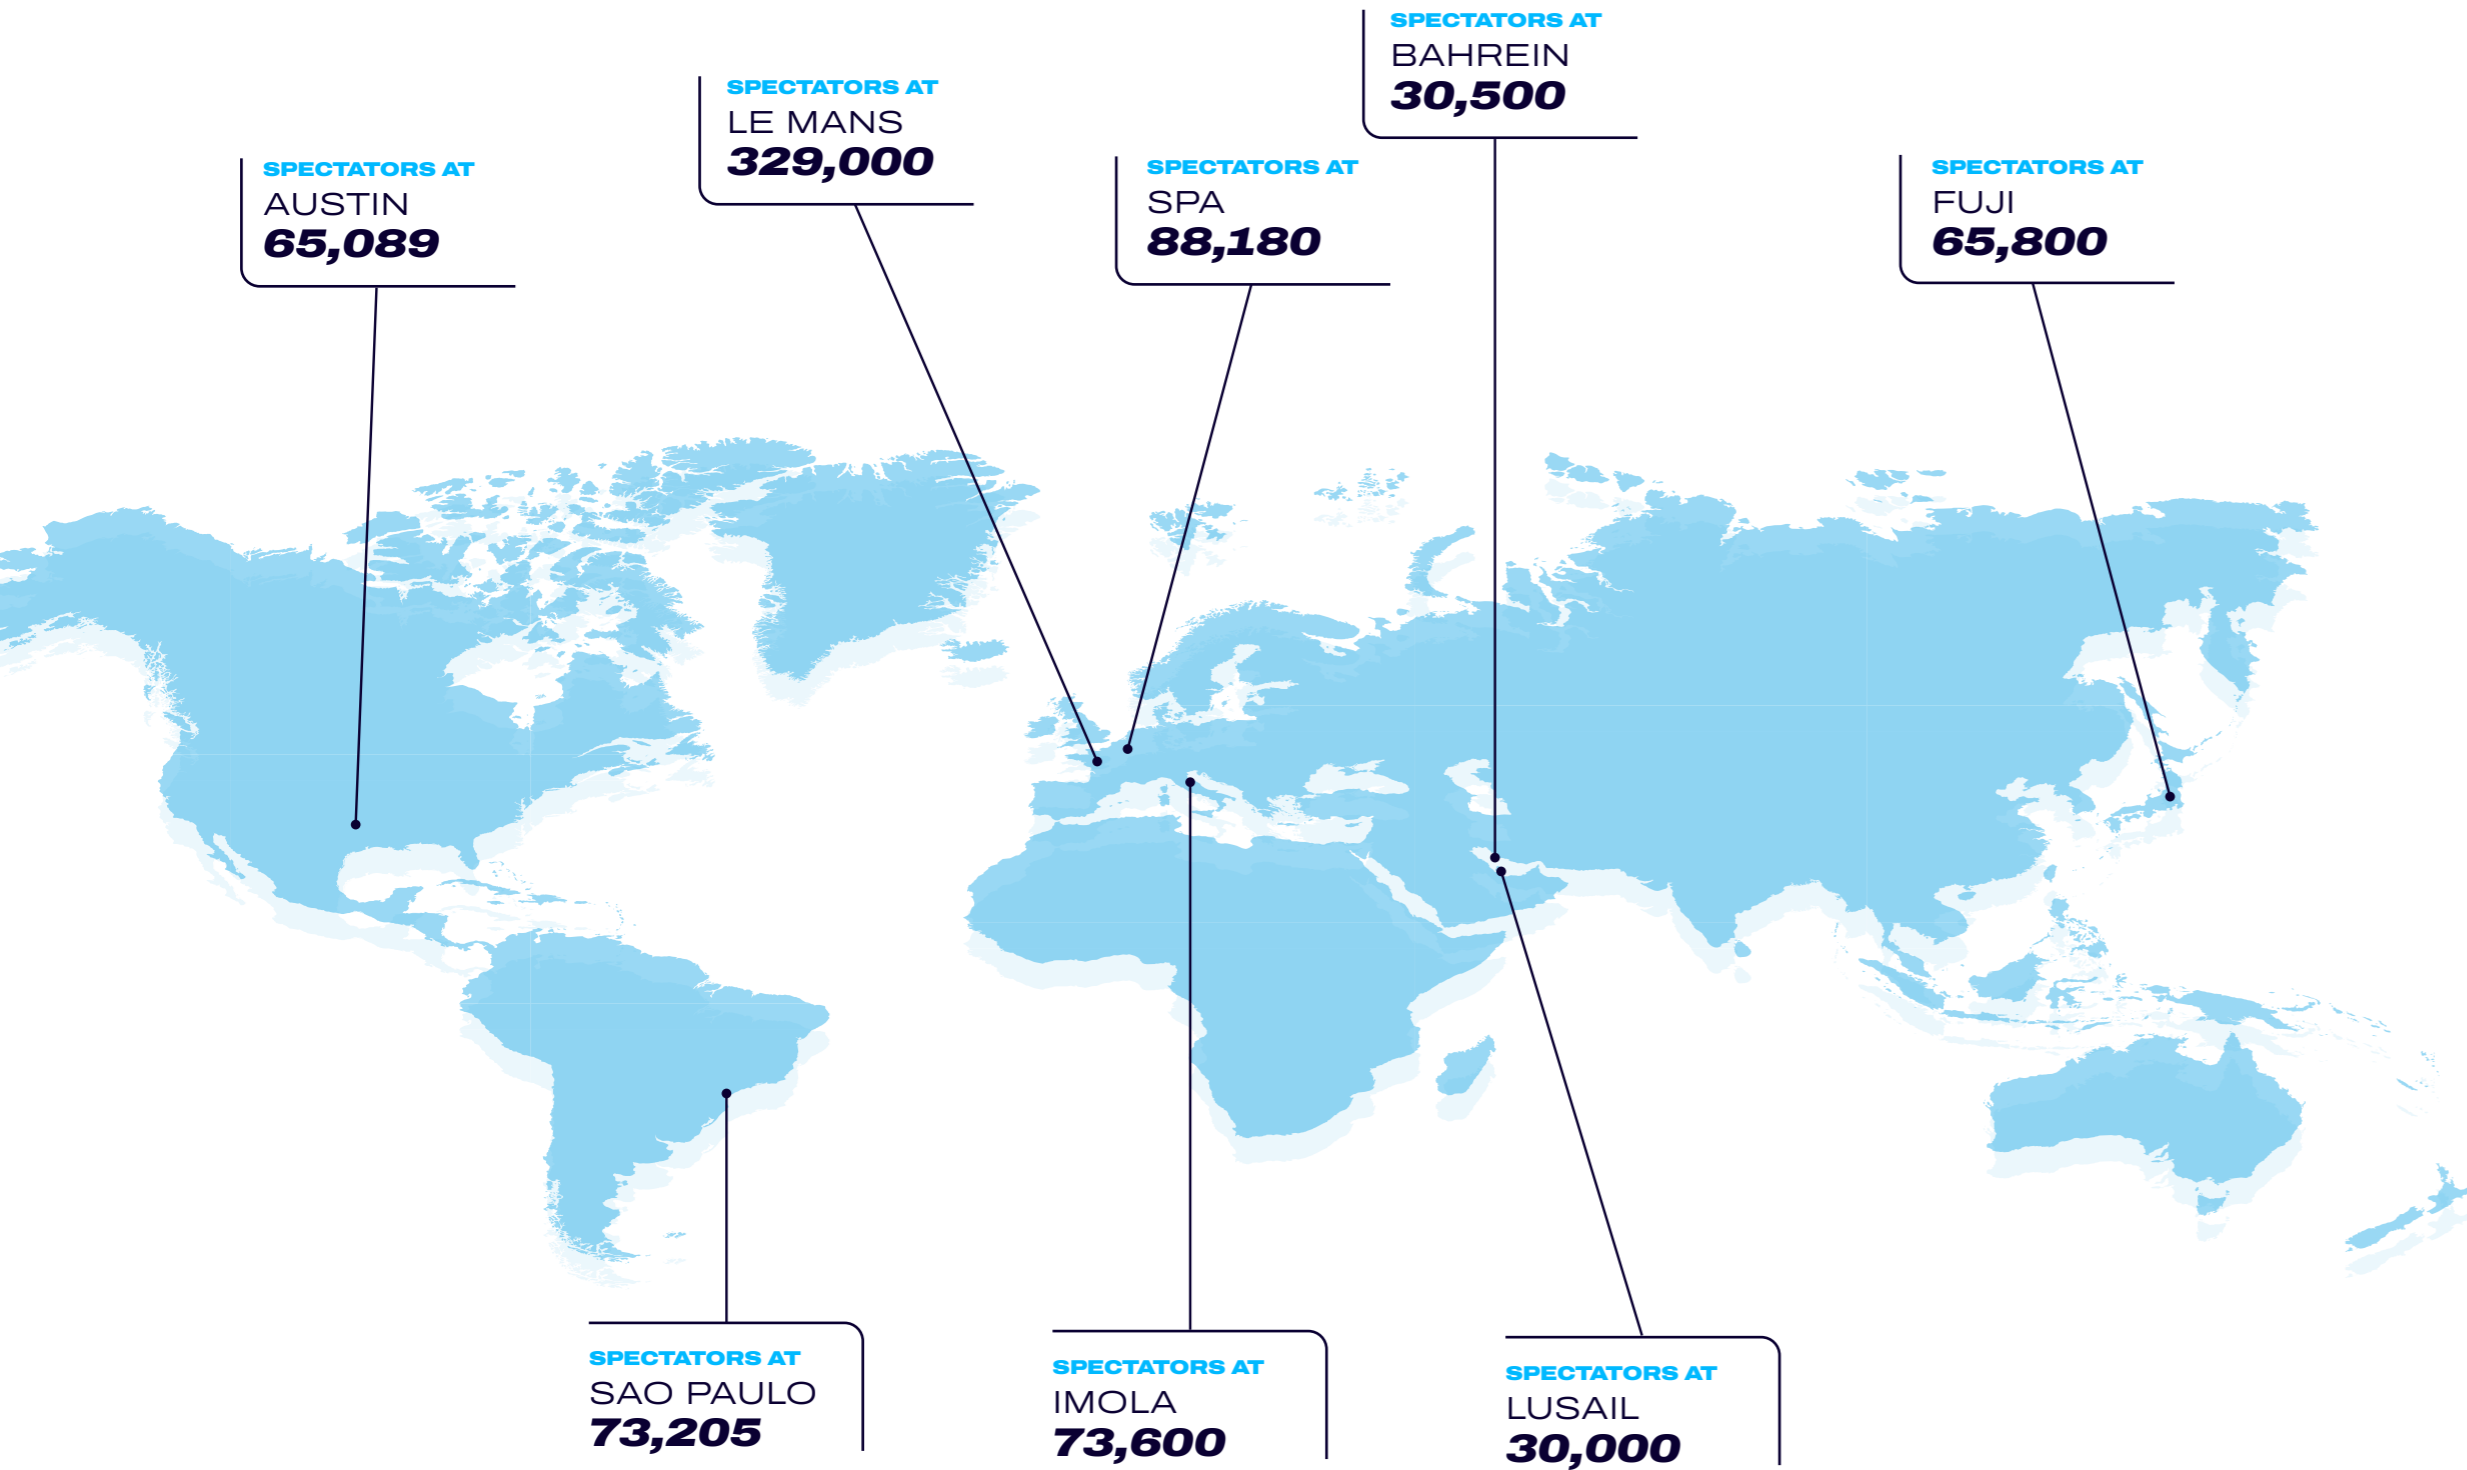 SPECTATORS AT
BAHREIN
30,500
SPECTATORS AT
LE MANS
329,000
SPECTATORS AT
AUSTIN
65,089
SPECTATORS AT
SPA
88,180
SPECTATORS AT
FUJI
65,800
SPECTATORS AT
SAO PAULO
73,205
SPECTATORS AT
IMOLA
73,600
SPECTATORS AT
LUSAIL
30,000